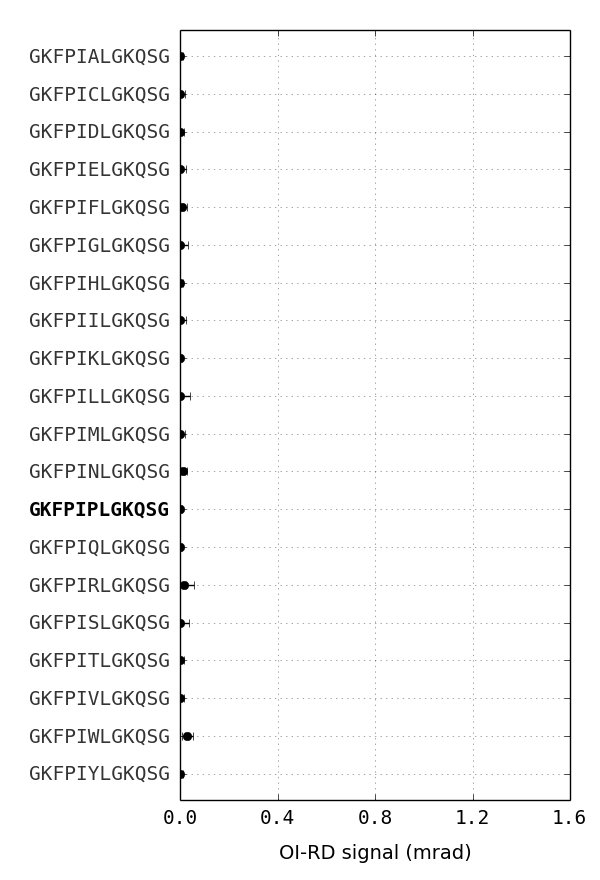 GKFPIALGKQSG
GKFPICLGKQSG
GKFPIDLGKQSG
GKFPIELGKQSG
GKFPIFLGKQSG
GKFPIGLGKQSG
GKFPIHLGKQSG
GKFPIILGKQSG
GKFPIKLGKQSG
GKFPILLGKQSG
GKFPIMLGKQSG
GKFPINLGKQSG
GKFPIPLGKQSG
GKFPIQLGKQSG
GKFPIRLGKQSG
GKFPISLGKQSG
GKFPITLGKQSG
GKFPIVLGKQSG
GKFPIWLGKQSG
GKFPIYLGKQSG
0.0 0.4 0.8 1.2 1.6
OI-RD signal (mrad)